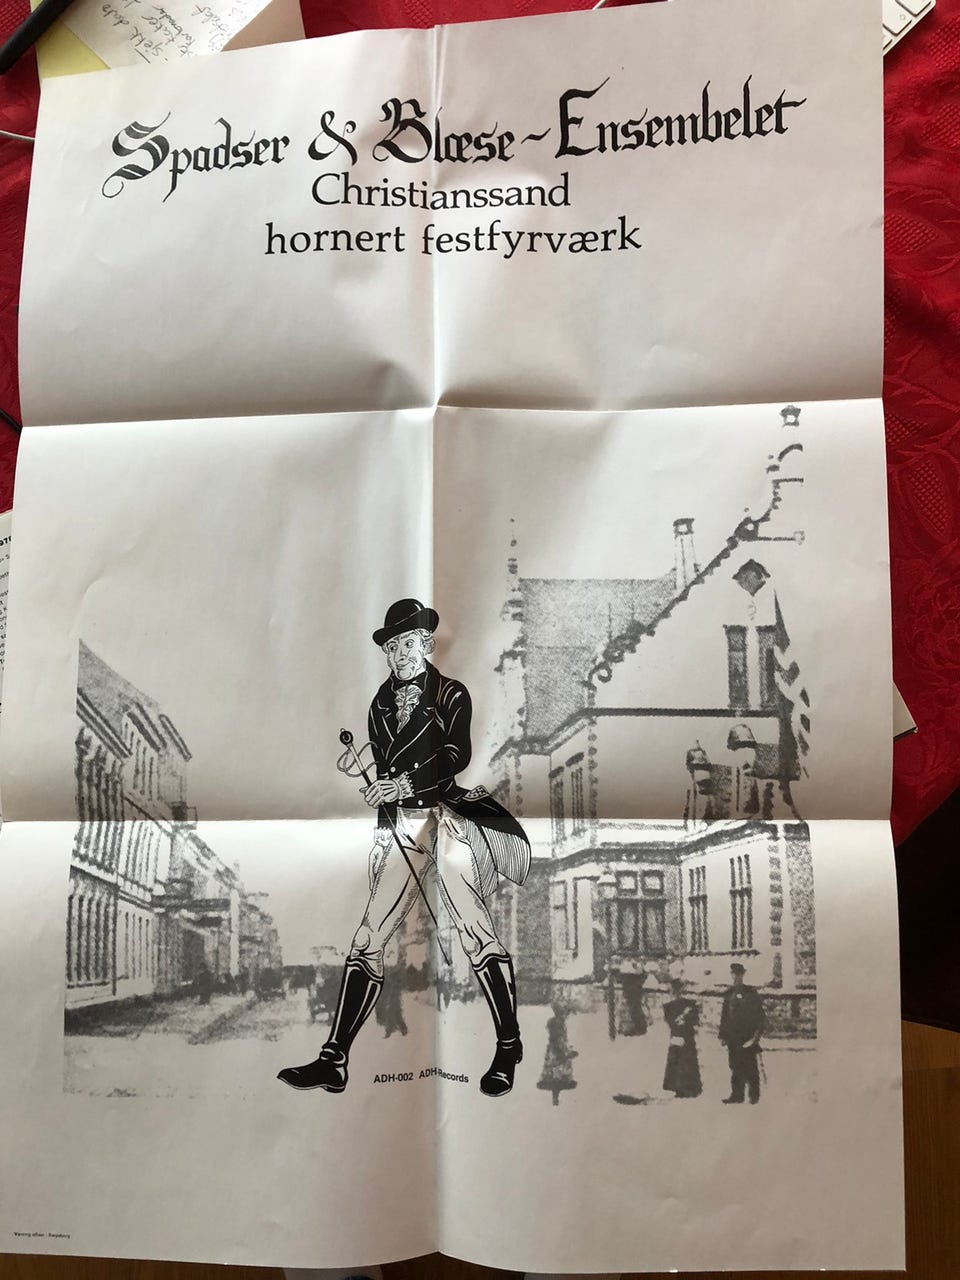 Spadser & Blæse-Ensembelet
Christianssand
hornert festfyrværk
ADH-002 ADH-Records